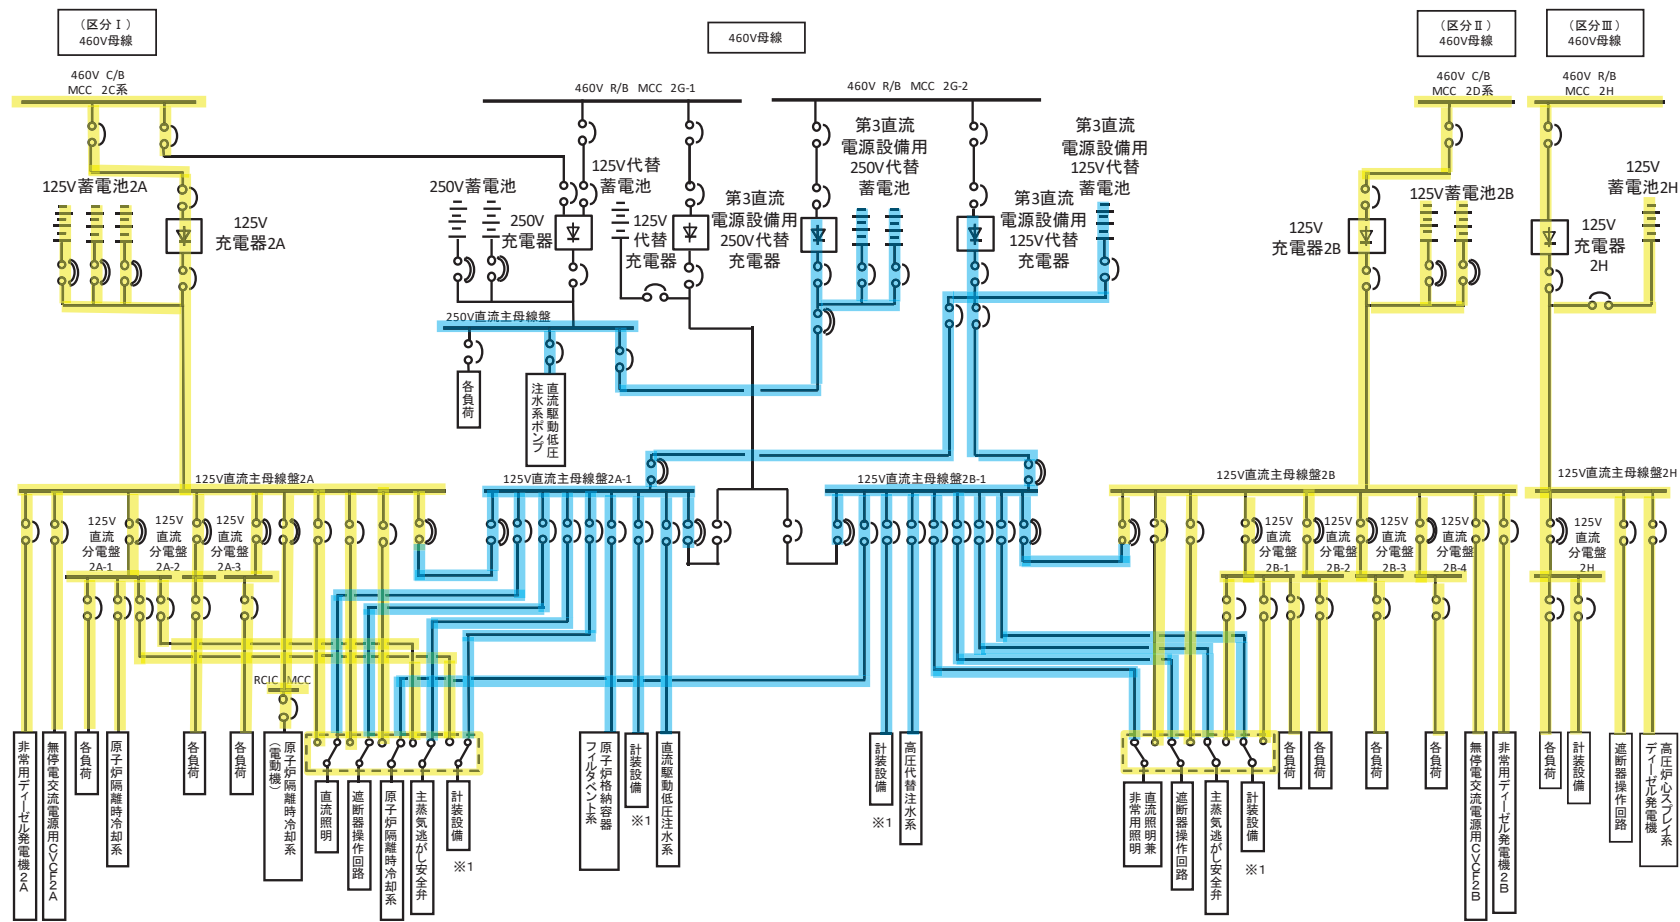 (区分Ⅰ)
460V母線
460V母線
(区分Ⅱ)
460V母線
(区分Ⅲ)
460V母線
460V C/B
MCC 2C系
460V R/B MCC 2G-1
460V R/B MCC 2G-2
460V C/B
MCC 2D系
460V R/B
MCC 2H
125V蓄電池2A
125V
充電器2A
250V蓄電池
250V
充電器
125V代替
蓄電池
125V
代替
充電器
第3直流
電源設備用
250V代替
充電器
第3直流
電源設備用
250V代替
蓄電池
第3直流
電源設備用
125V代替
充電器
第3直流
電源設備用
125V代替
蓄電池
125V
充電器2B
125V蓄電池2B
125V
充電器
2H
125V
蓄電池2H
250V直流主母線盤
各負荷
直流駆動低圧
注水系ポンプ
125V直流主母線盤2A
125V直流主母線盤2A-1
125V直流主母線盤2B-1
125V直流主母線盤2B
125V直流主母線盤2H
125V
直流
分電盤
2A-1
125V
直流
分電盤
2A-2
125V
直流
分電盤
2A-3
125V
直流
分電盤
2B-1
125V
直流
分電盤
2B-2
125V
直流
分電盤
2B-3
125V
直流
分電盤
2B-4
125V
直流
分電盤
2H
RCIC MCC
非常用ディーゼル発電機2A
無停電交流電源用CVCF2A
各負荷
原子炉隔離時冷却系
各負荷
各負荷
原子炉隔離時冷却系
(電動機)
直流照明
遮断器操作回路
原子炉隔離時冷却系
主蒸気逃がし安全弁
計装設備
※1
原子炉格納容器
フィルタベント系
計装設備
※1
直流駆動低圧注水系
計装設備
※1
高圧代替注水系
直流照明兼
非常用照明
遮断器操作回路
主蒸気逃がし安全弁
計装設備
※1
各負荷
各負荷
各負荷
各負荷
無停電交流電源用CVCF2B
非常用ディーゼル発電機2B
各負荷
計装設備
遮断器操作回路
高圧炉心スプレイ系
ディーゼル発電機